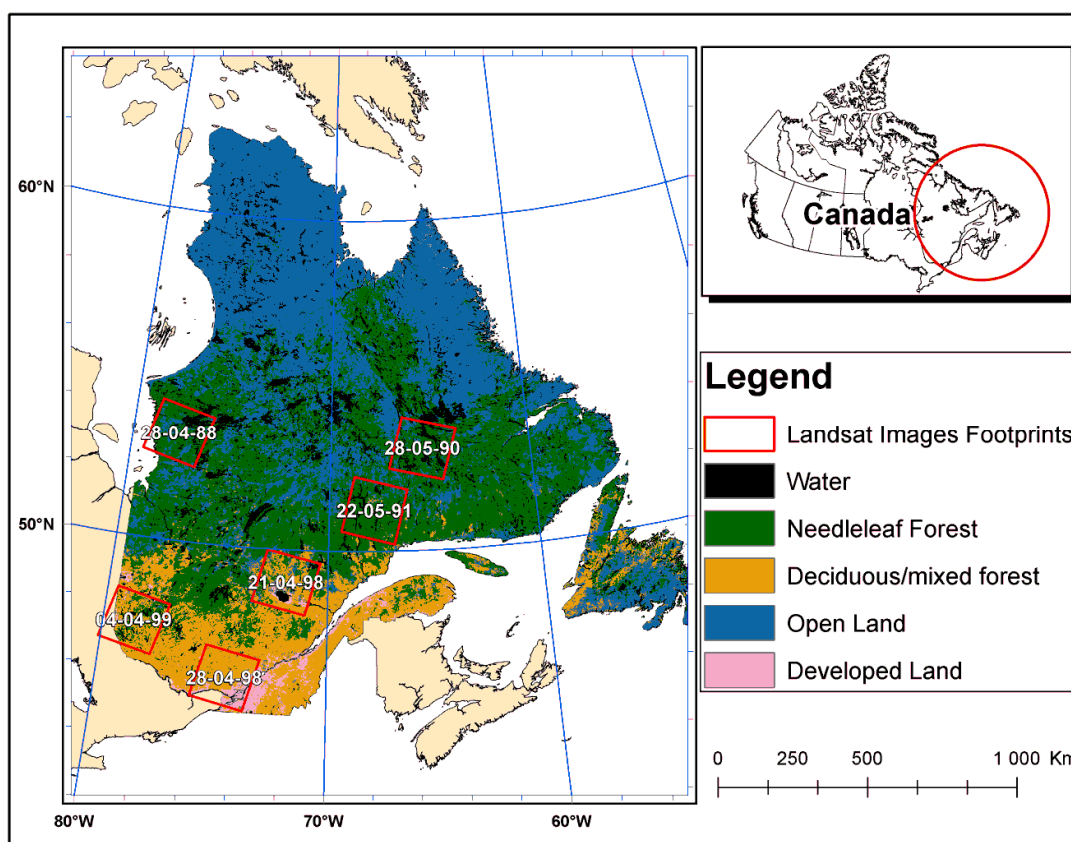 60°N
50°N
80°W
70°W
60°W
28-04-88
28-05-90
22-05-91
21-04-98
04-04-99
28-04-98
Canada
Legend
Landsat Images Footprints
Water
Needleleaf Forest
Deciduous/mixed forest
Open Land
Developed Land
0 250 500 1 000 Km